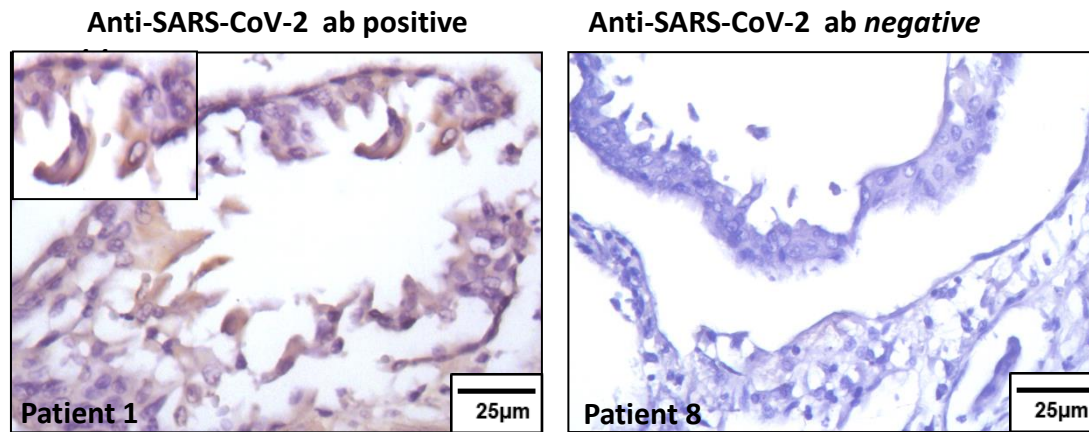 Anti-SARS-CoV-2 ab positive
Anti-SARS-CoV-2 ab negative
Patient 1
25µm
Patient 8
25µm